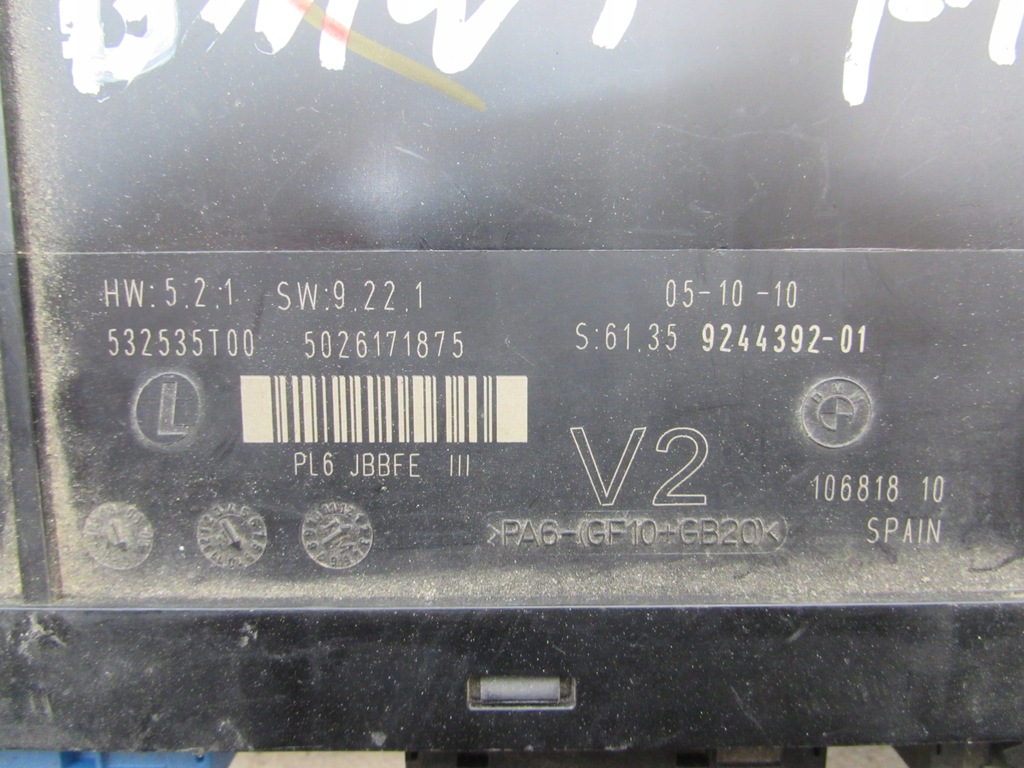 HW:5.2.1 SW:9.22.1 05-10-10
532535T00 5026171875 S:61.35 9244392-01
L
BMW
PL6 JBBFE III
V2
106818 10
>PA6-(GF10+GB20)<
SPAIN